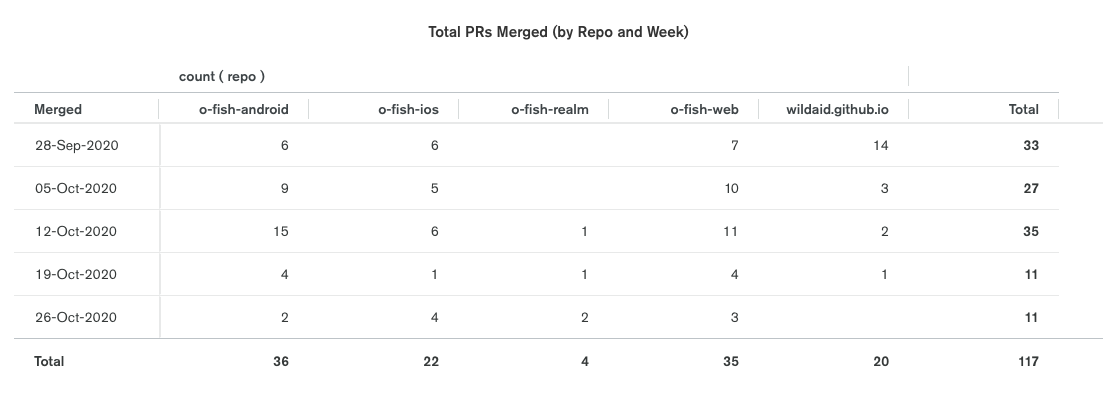 Total PRs Merged (by Repo and Week)
count ( repo )
Merged o-fish-android o-fish-ios o-fish-realm o-fish-web wildaid.github.io Total
28-Sep-2020 6 6 7 14 33
05-Oct-2020 9 5 10 3 27
12-Oct-2020 15 6 1 11 2 35
19-Oct-2020 4 1 1 4 1 11
26-Oct-2020 2 4 2 3 11
Total 36 22 4 35 20 117